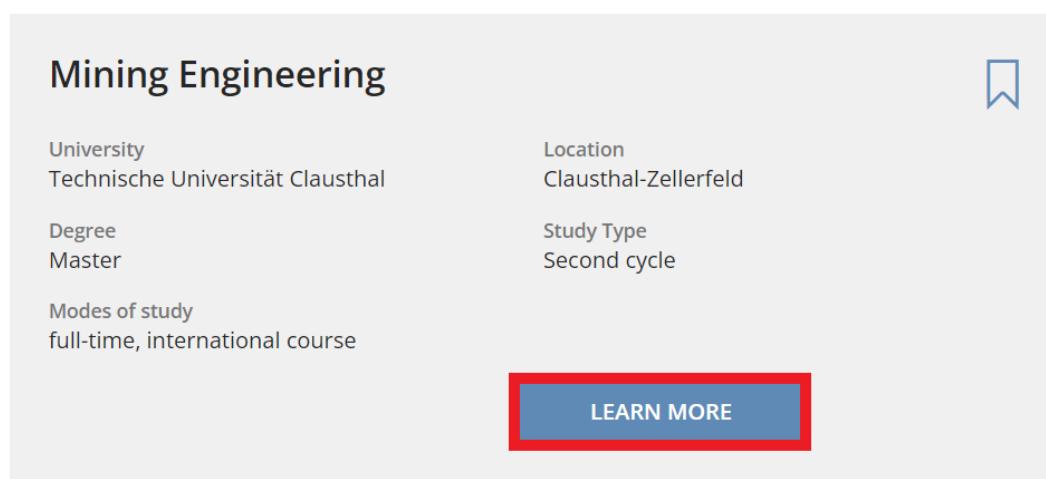 Mining Engineering
University
Technische Universität Clausthal
Location
Clausthal-Zellerfeld
Degree
Master
Study Type
Second cycle
Modes of study
full-time, international course
LEARN MORE